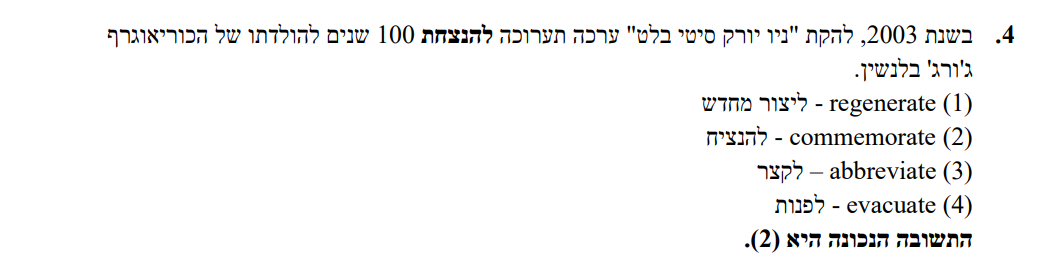 4. בשנת 2003, להקת "ניו יורק סיטי בלט" ערכה תערוכה להנצחת 100 שנים להולדתו של הכוריאוגרף
ג'ורג' בלנשין.
(1) regenerate - ליצור מחדש
(2) commemorate - להנציח
(3) abbreviate – לקצר
(4) evacuate - לפנות
התשובה הנכונה היא (2).